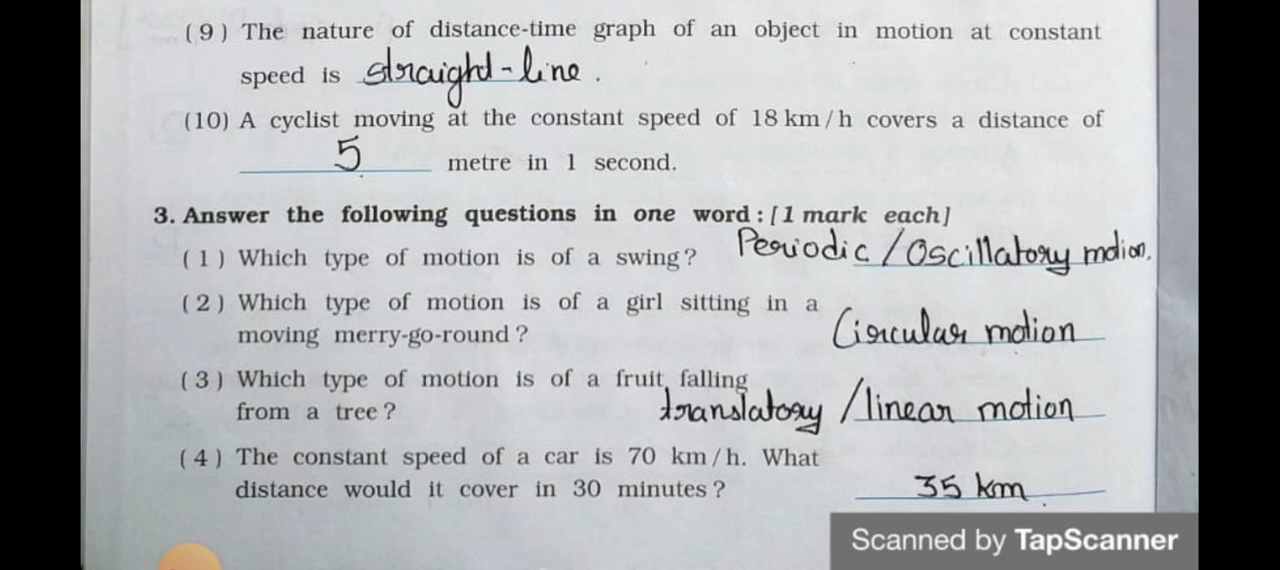 (9) The nature of distance-time graph of an object in motion at constant
speed is straight-line.
(10) A cyclist moving at the constant speed of 18 km/h covers a distance of
5 metre in 1 second.
3. Answer the following questions in one word : [1 mark each]
(1) Which type of motion is of a swing? Periodic / Oscillatory motion.
(2) Which type of motion is of a girl sitting in a
moving merry-go-round? Circular motion
(3) Which type of motion is of a fruit falling
from a tree? translatory / linear motion
(4) The constant speed of a car is 70 km/h. What
distance would it cover in 30 minutes? 35 km
Scanned by TapScanner